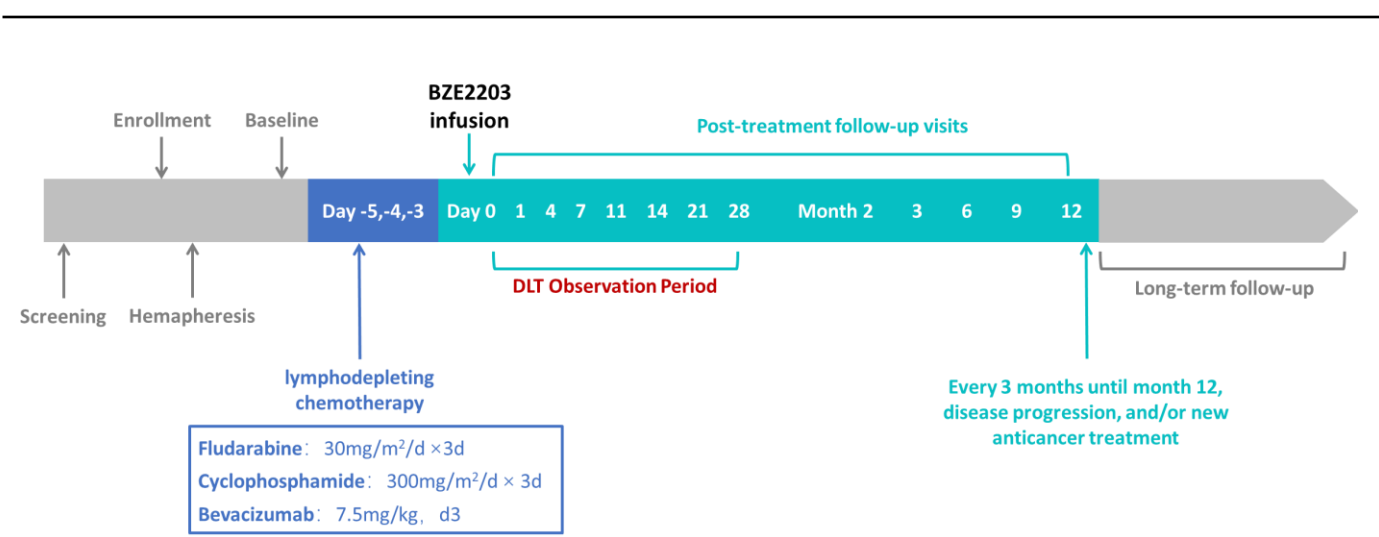 BZE2203
infusion
Enrollment
Baseline
Post-treatment follow-up visits
Day -5,-4,-3 Day 0 1 4 7 11 14 21 28 Month 2 3 6 9 12
DLT Observation Period
Long-term follow-up
Screening
Hemapheresis
lymphodepleting
chemotherapy
Every 3 months until month 12,
disease progression, and/or new
anticancer treatment
Fludarabine：30mg/m²/d ×3d
Cyclophosphamide：300mg/m²/d × 3d
Bevacizumab：7.5mg/kg，d3